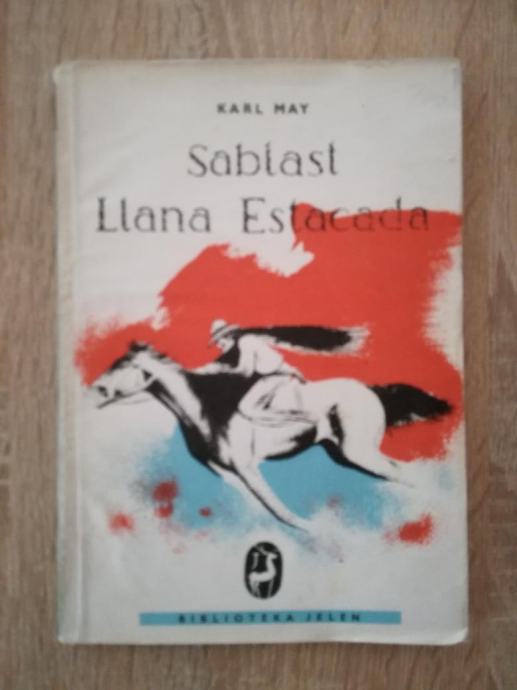 KARL MAY
Sablast
Llana Estacada
BIBLIOTEKA JELEN